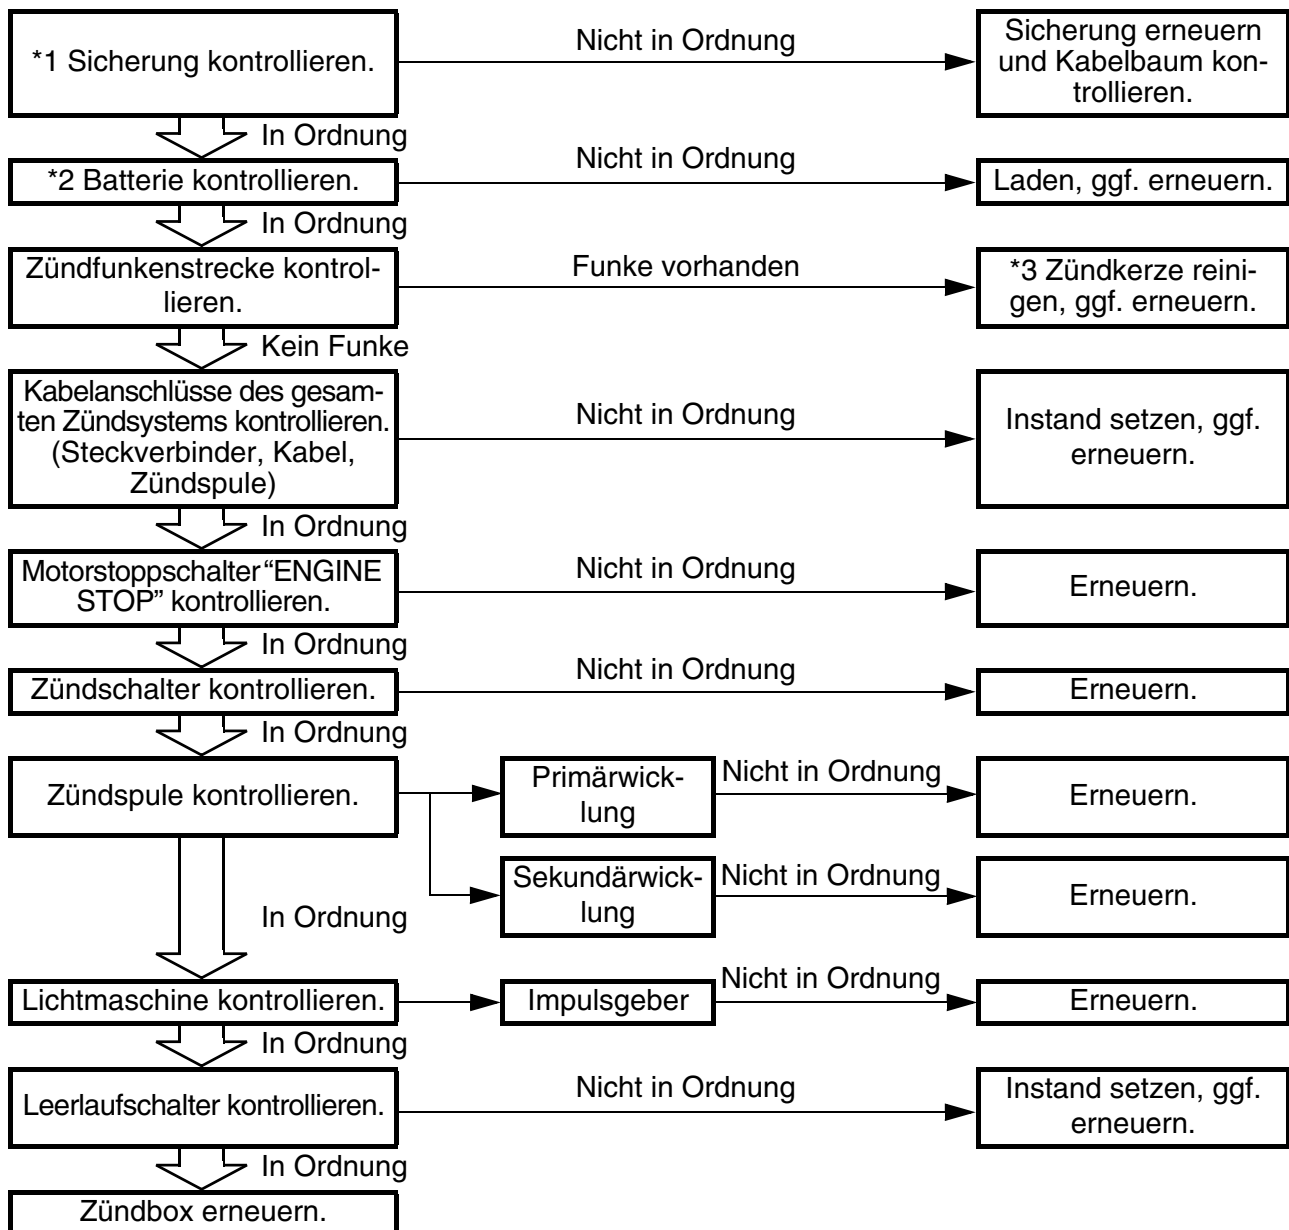 *1 Sicherung kontrollieren.
Nicht in Ordnung
Sicherung erneuern
und Kabelbaum kon-
trollieren.
In Ordnung
*2 Batterie kontrollieren.
Nicht in Ordnung
Laden, ggf. erneuern.
In Ordnung
Zündfunkenstrecke kontrol-
lieren.
Funke vorhanden
*3 Zündkerze reini-
gen, ggf. erneuern.
Kein Funke
Kabelanschlüsse des gesam-
ten Zündsystems kontrollieren.
(Steckverbinder, Kabel,
Zündspule)
Nicht in Ordnung
Instand setzen, ggf.
erneuern.
In Ordnung
Motorstoppschalter “ENGINE
STOP” kontrollieren.
Nicht in Ordnung
Erneuern.
In Ordnung
Zündschalter kontrollieren.
Nicht in Ordnung
Erneuern.
In Ordnung
Zündspule kontrollieren.
Primärwick-
lung
Nicht in Ordnung
Erneuern.
Sekundärwick-
lung
Nicht in Ordnung
Erneuern.
In Ordnung
Lichtmaschine kontrollieren.
Impulsgeber
Nicht in Ordnung
Erneuern.
In Ordnung
Leerlaufschalter kontrollieren.
Nicht in Ordnung
Instand setzen, ggf.
erneuern.
In Ordnung
Zündbox erneuern.